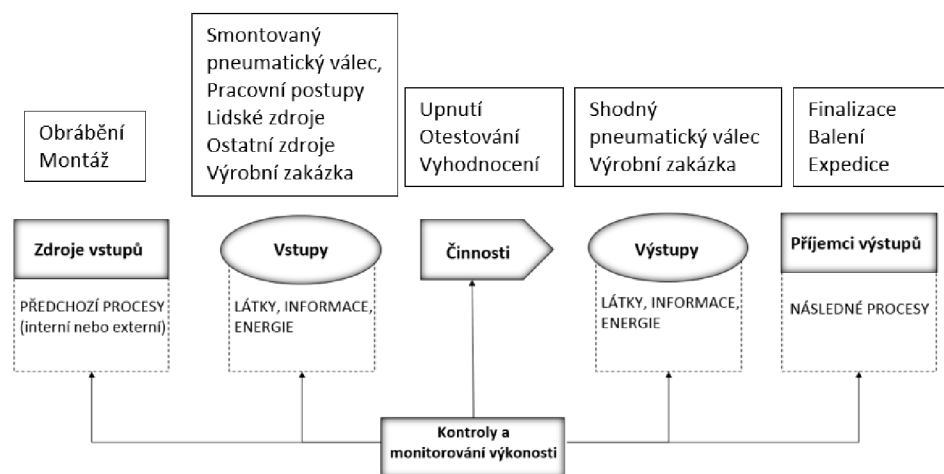 Obrábění
Montáž
Smontovaný
pneumatický válec,
Pracovní postupy
Lidské zdroje
Ostatní zdroje
Výrobní zakázka
Upnutí
Otestování
Vyhodnocení
Shodný
pneumatický válec
Výrobní zakázka
Finalizace
Balení
Expedice
Zdroje vstupů
Vstupy
Činnosti
Výstupy
Příjemci výstupů
PŘEDCHOZÍ PROCESY
(interní nebo externí)
LÁTKY, INFORMACE,
ENERGIE
LÁTKY, INFORMACE,
ENERGIE
NÁSLEDNÉ PROCESY
Kontroly a
monitorování výkonosti